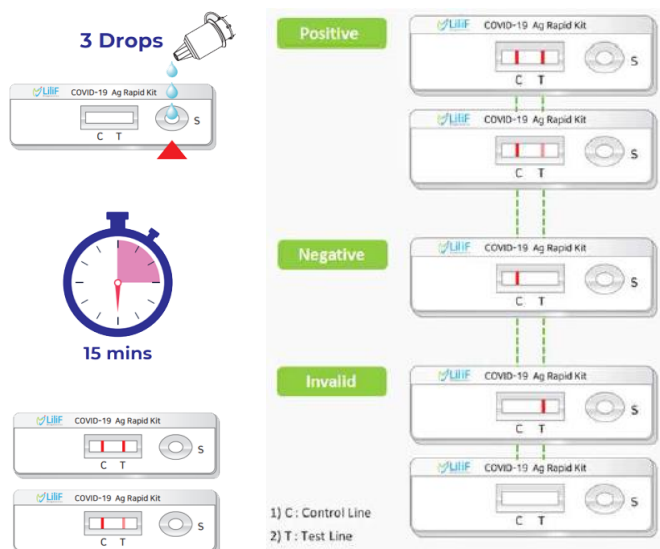 3 Drops
LiliF COVID-19 Ag Rapid Kit
S
C T
15 mins
LiliF COVID-19 Ag Rapid Kit
S
C T
LiliF COVID-19 Ag Rapid Kit
S
C T
Positive
LiliF COVID-19 Ag Rapid Kit
S
C T
LiliF COVID-19 Ag Rapid Kit
S
C T
Negative
LiliF COVID-19 Ag Rapid Kit
S
C T
Invalid
LiliF COVID-19 Ag Rapid Kit
S
C T
LiliF COVID-19 Ag Rapid Kit
S
C T
1) C : Control Line
2) T : Test Line